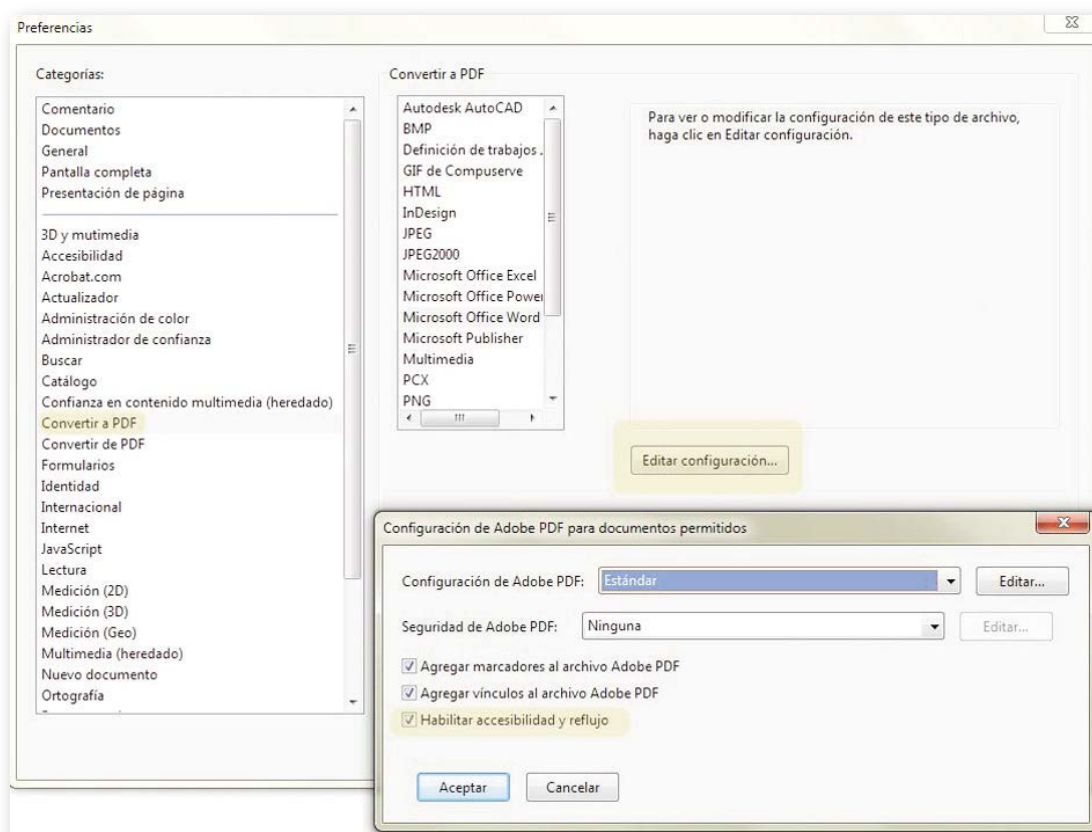 Preferencias
Categorías:
Comentario
Documentos
General
Pantalla completa
Presentación de página
3D y mutimedia
Accesibilidad
Acrobat.com
Actualizador
Administración de color
Administrador de confianza
Buscar
Catálogo
Confianza en contenido multimedia (heredado)
Convertir a PDF
Convertir de PDF
Formularios
Identidad
Internacional
Internet
JavaScript
Lectura
Medición (2D)
Medición (3D)
Medición (Geo)
Multimedia (heredado)
Nuevo documento
Ortografía
Convertir a PDF
Autodesk AutoCAD
BMP
Definición de trabajos .
GIF de Compuserve
HTML
InDesign
JPEG
JPEG2000
Microsoft Office Excel
Microsoft Office Power
Microsoft Office Word
Microsoft Publisher
Multimedia
PCX
PNG
Para ver o modificar la configuración de este tipo de archivo,
haga clic en Editar configuración.
Editar configuración...
Configuración de Adobe PDF para documentos permitidos
Configuración de Adobe PDF: Estándar Editar...
Seguridad de Adobe PDF: Ninguna Editar...
Agregar marcadores al archivo Adobe PDF
Agregar vínculos al archivo Adobe PDF
Habilitar accesibilidad y reflujo
Aceptar Cancelar